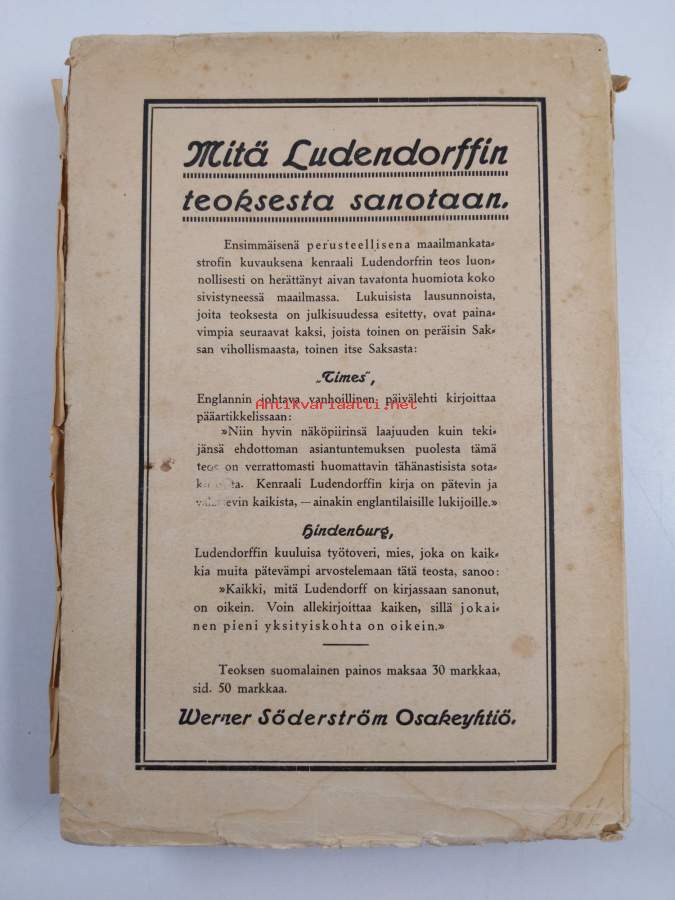 Mitä Ludendorffin
teoksesta sanotaan.
Ensimmäisenä perusteellisena maailmankata-
strofin kuvauksena kenraali Ludendorfrin teos luon-
nollisesti on herättänyt aivan tavatonta huomiota koko
sivistyneessä maailmassa. Lukuisista lausunnoista,
joita teoksesta on julkisuudessa esitetty, ovat paina-
vimpia seuraavat kaksi, joista toinen on peräisin Sak-
san vihollismaasta, toinen itse Saksasta:
„Times“,
Englannin johtava vanhoillinen päivälehti kirjoittaa
Antikvariaatti.net
pääartikkelissaan:
»Niin hyvin näköpiirinsä laajuuden kuin teki-
jänsä ehdottoman asiantuntemuksen puolesta tämä
teos on verrattomasti huomattavin tähänastisista sota-
Kenraali Ludendorffin kirja on pätevin ja
kaikista, — ainakin englantilaisille lukijoille.»
Hindenburg,
Ludendorffin kuuluisa työtoveri, mies, joka on kaik-
kia muita pätevämpi arvostelemaan tätä teosta, sanoo:
»Kaikki, mitä Ludendorff on kirjassaan sanonut,
on oikein. Voin allekirjoittaa kaiken, sillä jokai-
nen pieni yksityiskohta on oikein.»
Teoksen suomalainen painos maksaa 30 markkaa,
sid. 50 markkaa.
Werner Söderström Osakeyhtiö.